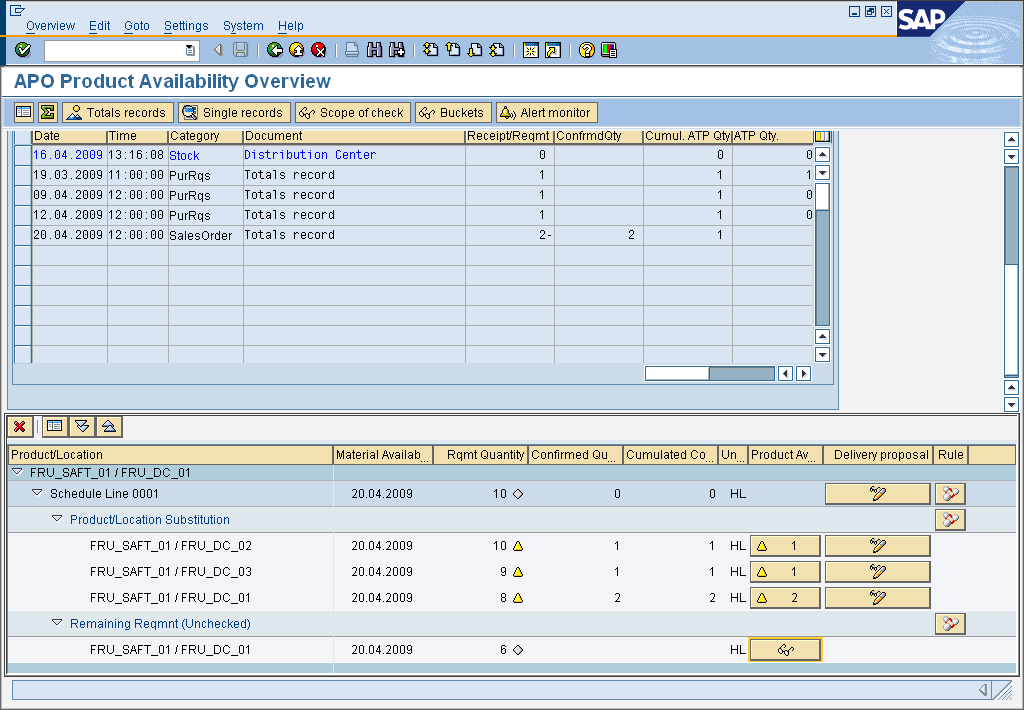 Overview Edit Goto Settings System Help
SAP
APO Product Availability Overview
Totals records Single records Scope of check Buckets Alert monitor
Date Time Category Document Receipt/Reqmt ConfirmdQty Cumul. ATP Qty ATP Qty.
16.04.2009 13:16:08 Stock Distribution Center 0 0 0
19.03.2009 11:00:00 PurRqs Totals record 1 1 1
09.04.2009 12:00:00 PurRqs Totals record 1 1 0
12.04.2009 12:00:00 PurRqs Totals record 1 1 0
20.04.2009 12:00:00 SalesOrder Totals record 2- 2 1
Product/Location Material Availab... Rqmt Quantity Confirmed Qu... Cumulated Co... Un... Product Av... Delivery proposal Rule
FRU_SAFT_01 / FRU_DC_01
Schedule Line 0001 20.04.2009 10 0 0 HL
Product/Location Substitution
FRU_SAFT_01 / FRU_DC_02 20.04.2009 10 1 1 HL 1
FRU_SAFT_01 / FRU_DC_03 20.04.2009 9 1 1 HL 1
FRU_SAFT_01 / FRU_DC_01 20.04.2009 8 2 2 HL 2
Remaining Reqmnt (Unchecked)
FRU_SAFT_01 / FRU_DC_01 20.04.2009 6 HL